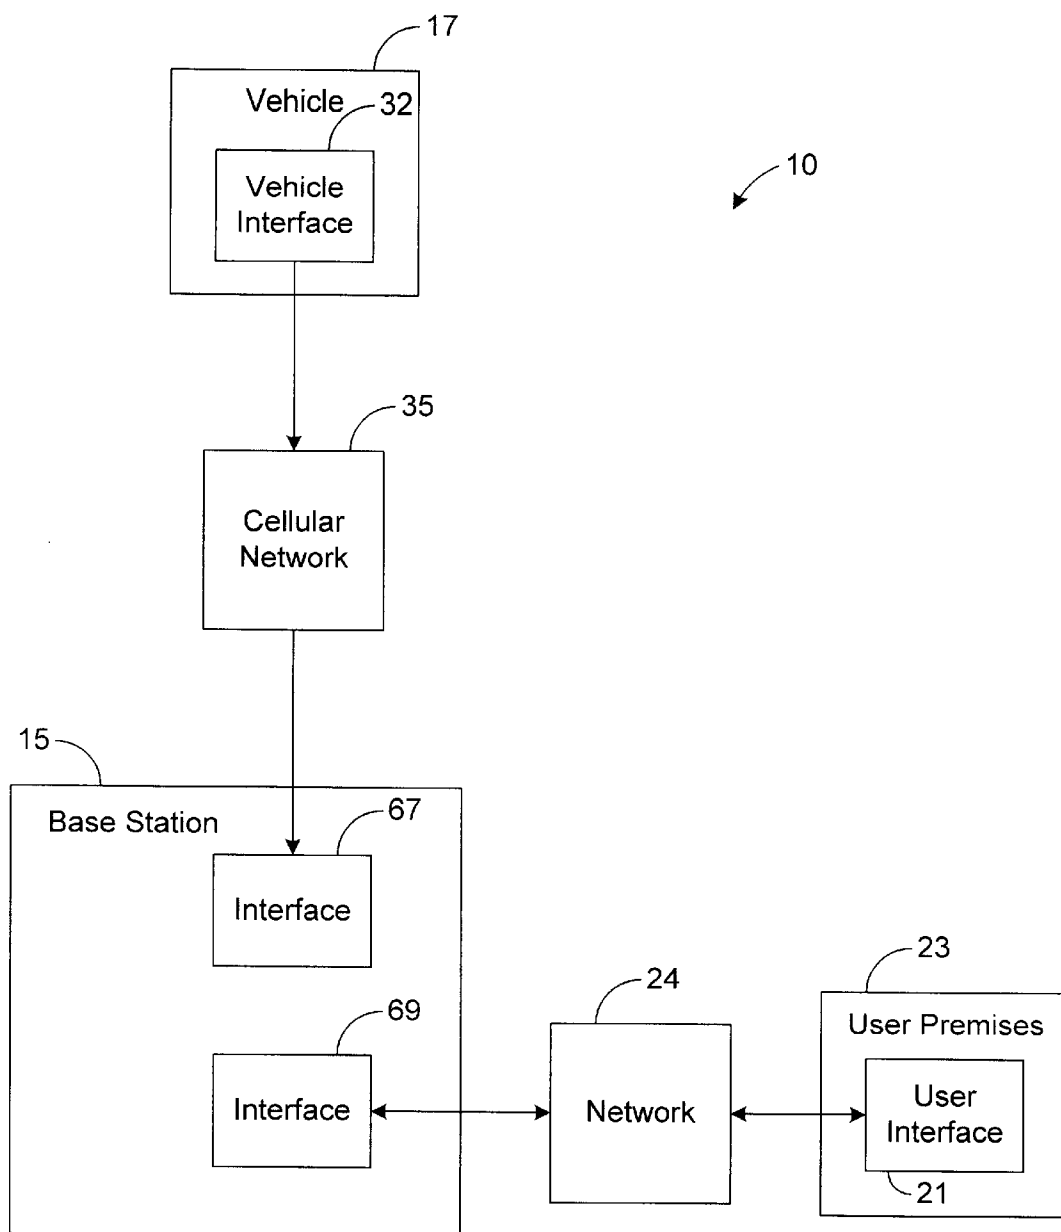 17
Vehicle
32
Vehicle
Interface
10
35
Cellular
Network
15
Base Station
67
Interface
69
Interface
24
Network
23
User Premises
User
Interface
21